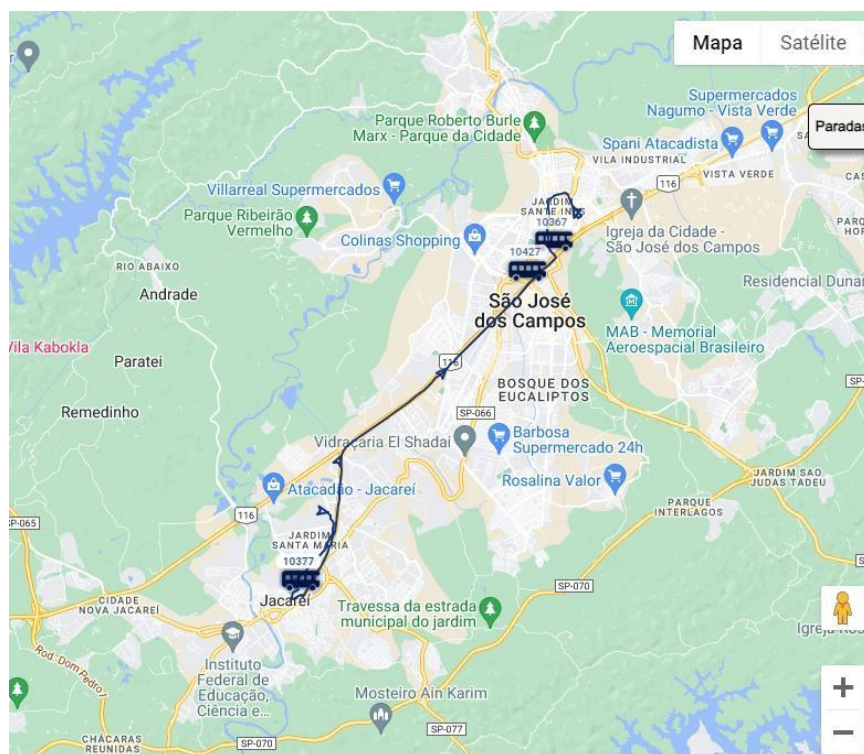 Mapa
Satélite
Supermercados
Nagumo - Vista Verde
Paradas
Parque Roberto Burle
Marx - Parque da Cidade
Spani Atacadista
VILA INDUSTRIAL
116
VISTA VERDE
Villarreal Supermercados
Parque Ribeirão
Vermelho
JARDIM
10367
Igreja da Cidade -
São José dos Campos
Colinas Shopping
10427
RIO ABAIXO
Andrade
São José
dos Campos
MAB - Memorial
Aeroespacial Brasileiro
Vila Kabokla
Paratei
116
BOSQUE DOS
EUCALIPTOS
Remedinho
SP-066
Vidraçaria El Shadai
Barbosa
Supermercado 24h
Atacadão - Jacareí
Rosalina Valor
JARDIM SAO
JUDAS TADEU
PARQUE
INTERLAGOS
SP-065
116
JARDIM
SANTA MARIA
10377
SP-070
CIDADE
NOVA JACAREÍ
Jacareí
Travessa da estrada
municipal do jardim
Rod. Dom Pedro I
Instituto
Federal de
Educação,
Ciência e...
Mosteiro Ain Karim
CHÁCARAS
REUNIDAS
SP-070
SP-077